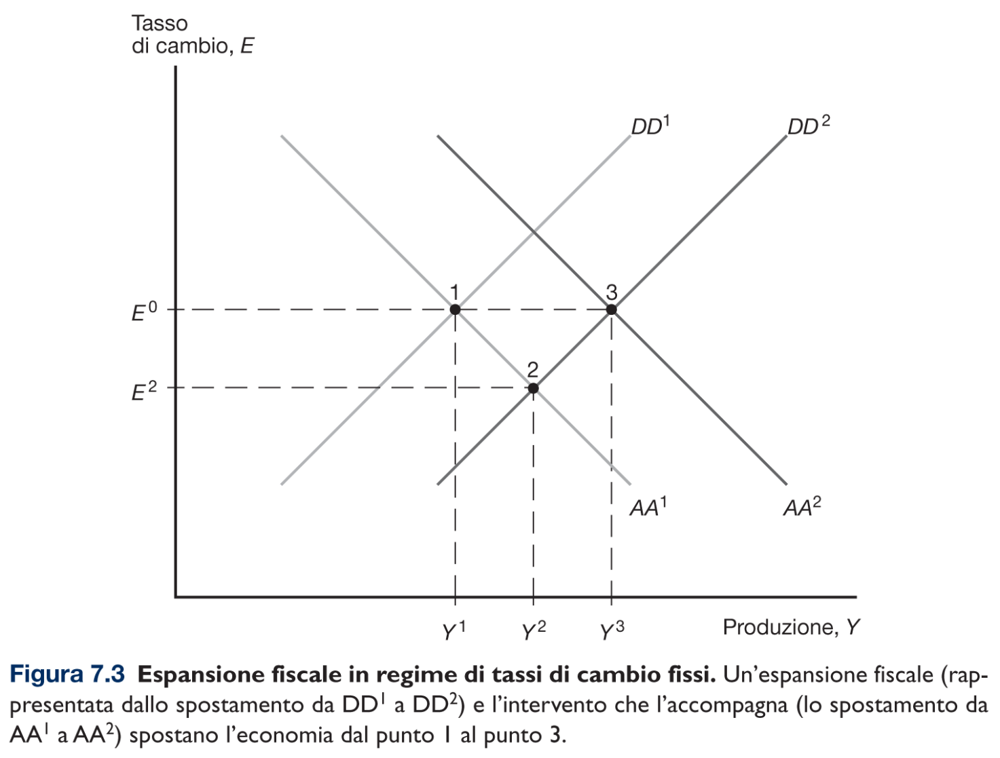 Tasso
di cambio, E
DD¹
DD²
1
3
E⁰
2
E²
AA¹
AA²
Y¹
Y²
Y³
Produzione, Y
Figura 7.3 Espansione fiscale in regime di tassi di cambio fissi. Un'espansione fiscale (rap-
presentata dallo spostamento da DD¹ a DD²) e l'intervento che l'accompagna (lo spostamento da
AA¹ a AA²) spostano l'economia dal punto 1 al punto 3.